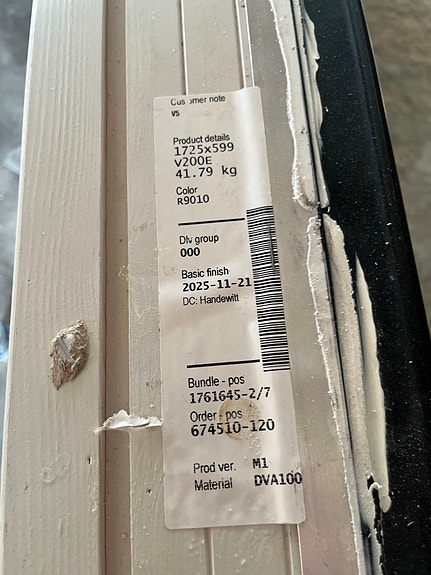 Customer note
V5
Product details
1725x599
V200E
41.79 kg
Color
R9010
Dlv group
000
Basic finish
2025-11-21
DC: Handewitt
Bundle - pos
1761645-2/7
Order - pos
674510-120
Prod ver. M1
Material DVA100